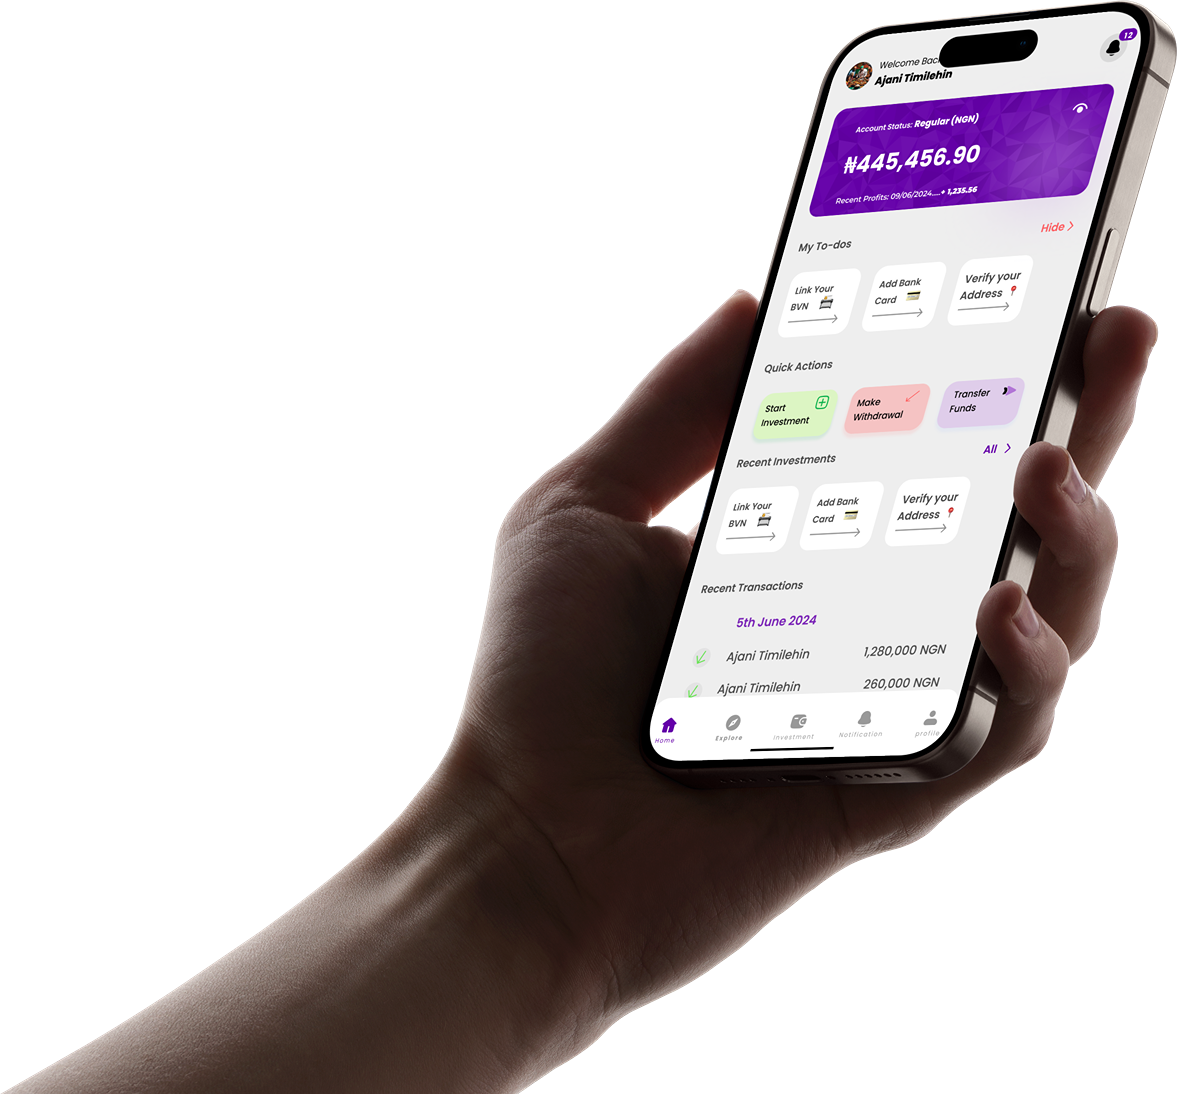 12
Welcome Bac
Ajani Timilehin
Account Status: Regular (NGN)
₦445,456.90
Recent Profits: 09/06/2024....+ 1,235.56
Hide
My To-dos
Link Your
BVN
Add Bank
Card
Verify your
Address
Quick Actions
Start
Investment
Make
Withdrawal
Transfer
Funds
All
Recent Investments
Link Your
BVN
Add Bank
Card
Verify your
Address
Recent Transactions
5th June 2024
Ajani Timilehin 1,280,000 NGN
Ajani Timilehin 260,000 NGN
Home Explore Investment Notification profile